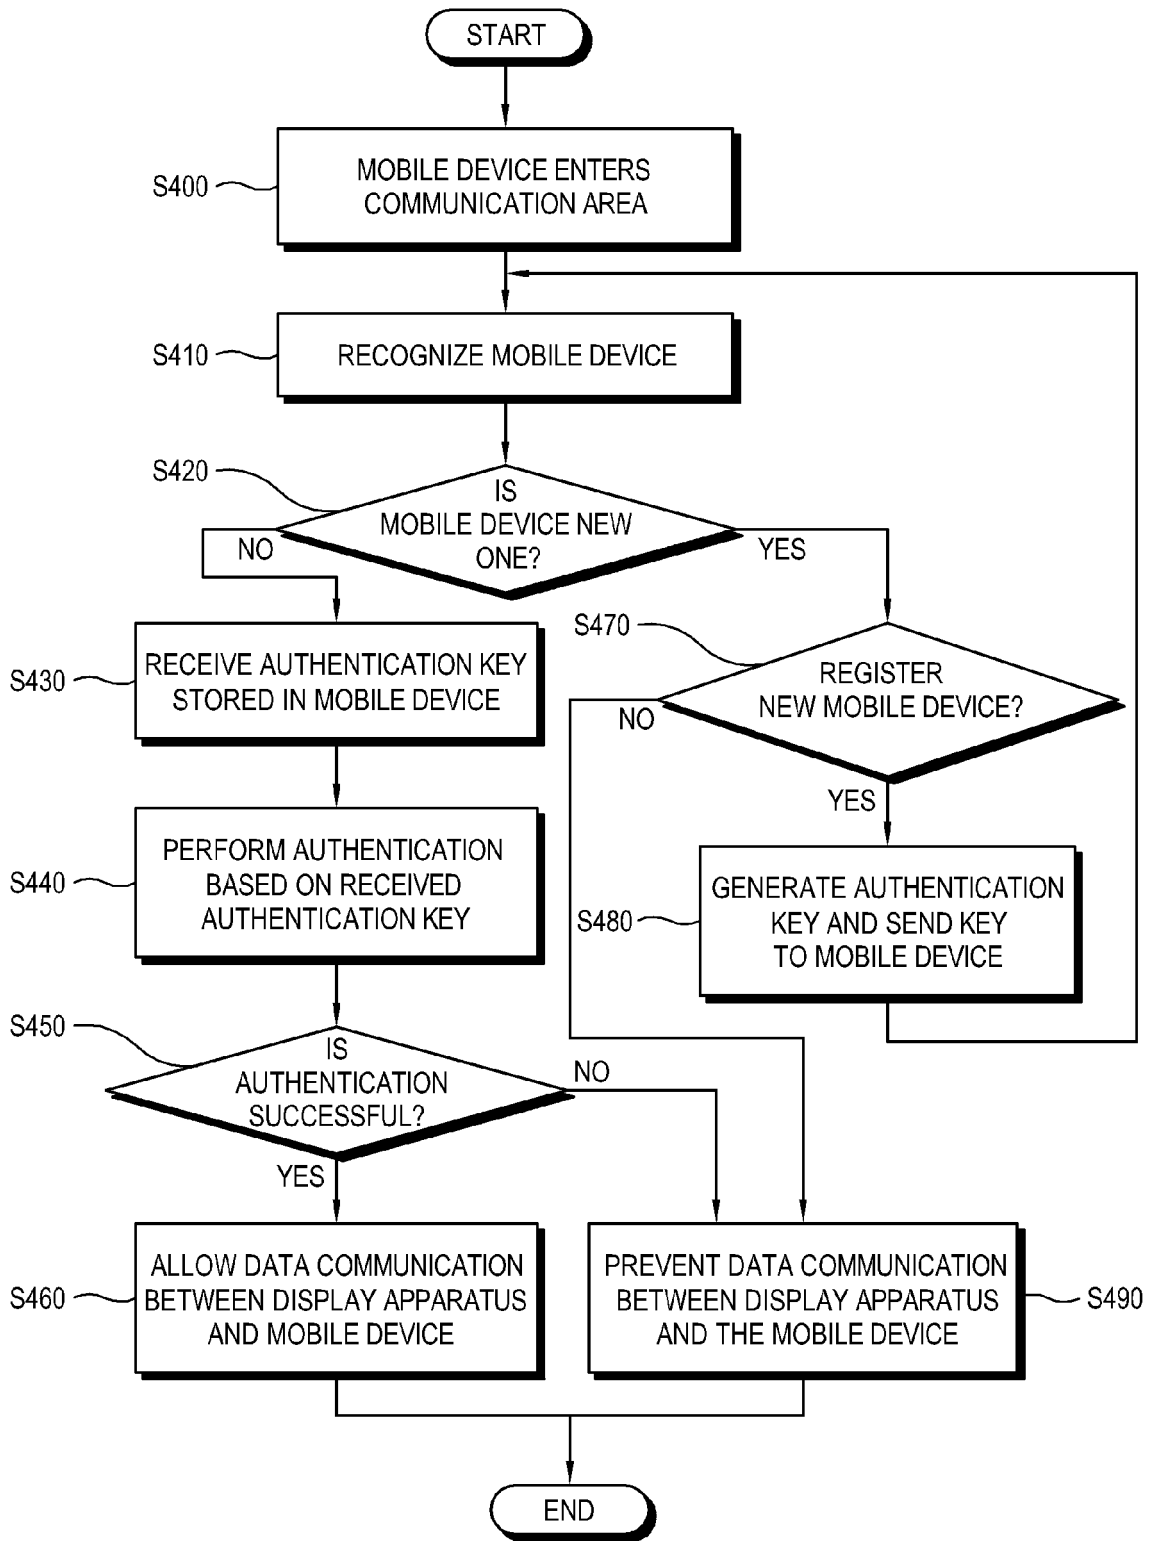 START
S400
MOBILE DEVICE ENTERS
COMMUNICATION AREA
S410
RECOGNIZE MOBILE DEVICE
S420
IS
MOBILE DEVICE NEW
ONE?
NO
YES
S430
RECEIVE AUTHENTICATION KEY
STORED IN MOBILE DEVICE
S470
REGISTER
NEW MOBILE DEVICE?
NO
YES
S440
PERFORM AUTHENTICATION
BASED ON RECEIVED
AUTHENTICATION KEY
S480
GENERATE AUTHENTICATION
KEY AND SEND KEY
TO MOBILE DEVICE
S450
IS
AUTHENTICATION
SUCCESSFUL?
NO
YES
S460
ALLOW DATA COMMUNICATION
BETWEEN DISPLAY APPARATUS
AND MOBILE DEVICE
PREVENT DATA COMMUNICATION
BETWEEN DISPLAY APPARATUS
AND THE MOBILE DEVICE
S490
END